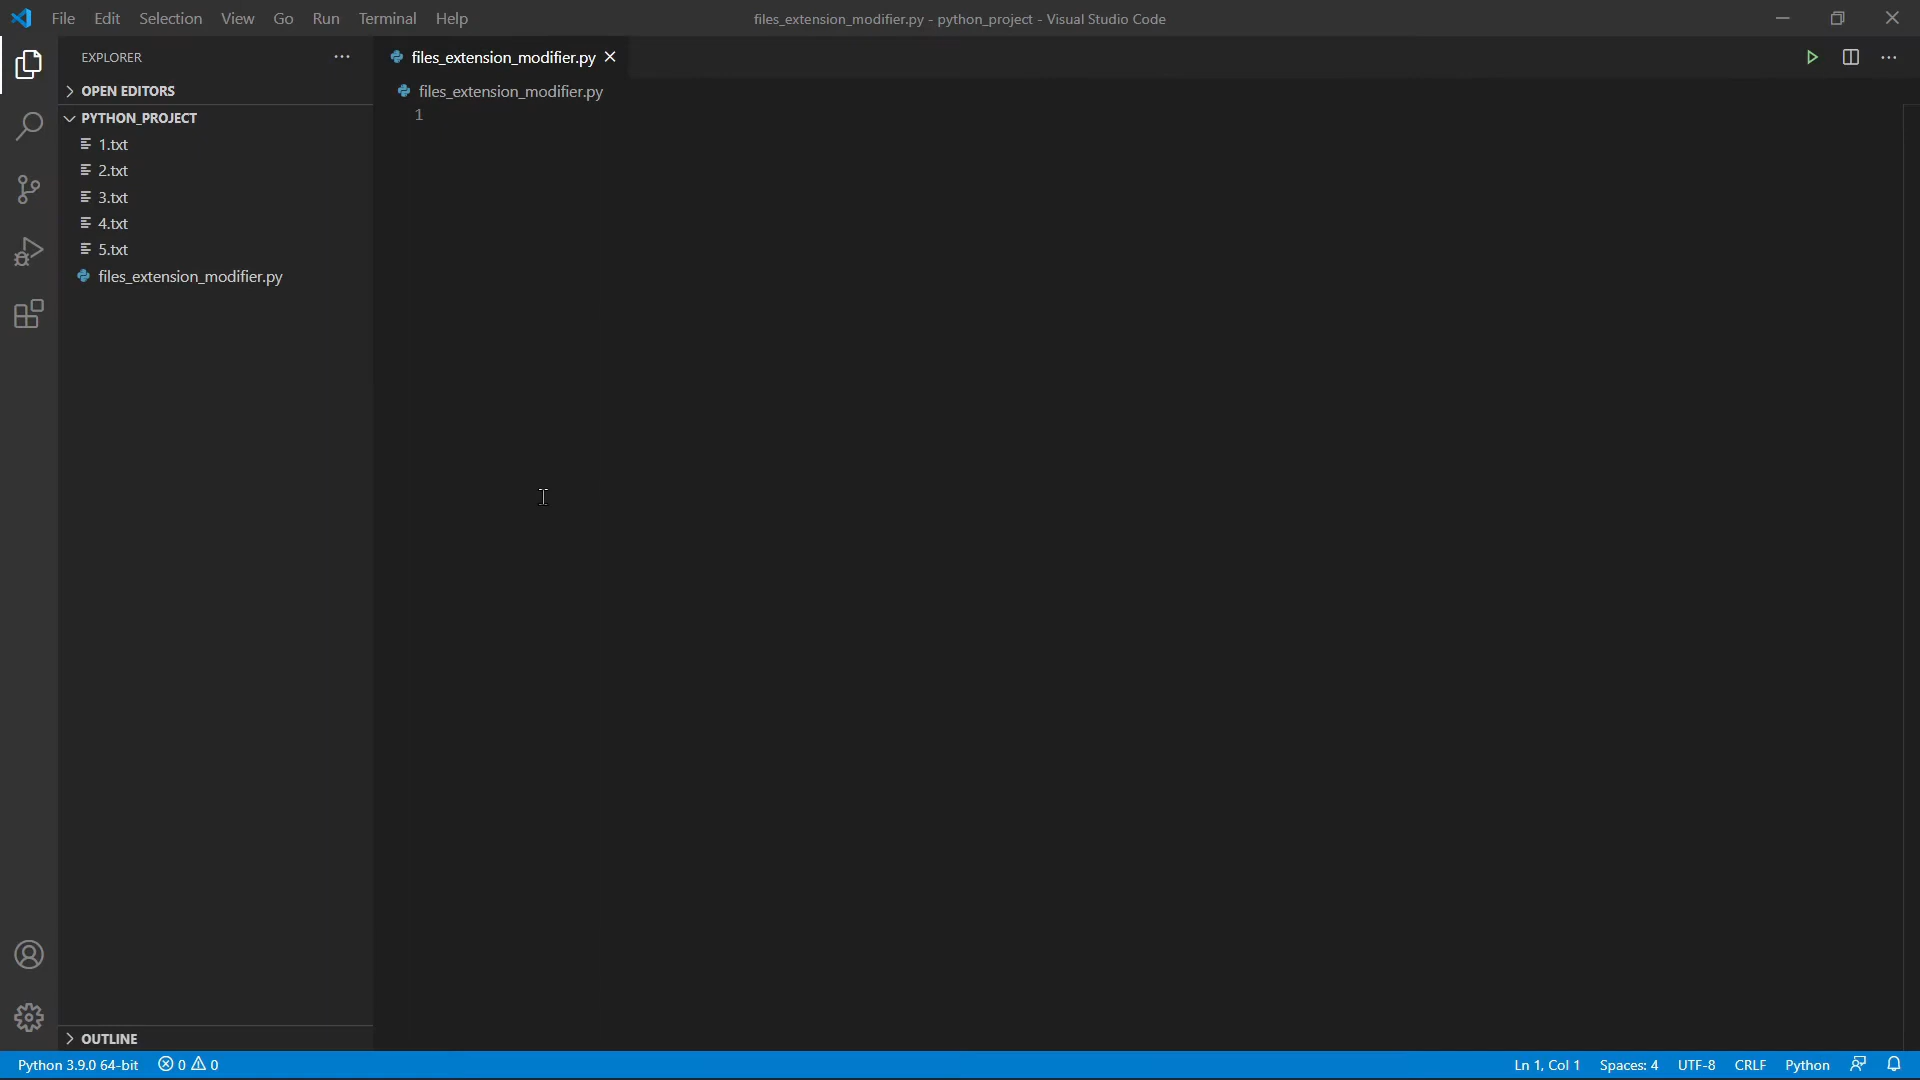 File Edit Selection View Go Run Terminal Help
files_extension_modifier.py - python_project - Visual Studio Code
EXPLORER
files_extension_modifier.py
OPEN EDITORS
files_extension_modifier.py
PYTHON_PROJECT
1
1.txt
2.txt
3.txt
4.txt
5.txt
files_extension_modifier.py
OUTLINE
Python 3.9.0 64-bit 0 0 Ln 1, Col 1 Spaces: 4 UTF-8 CRLF Python